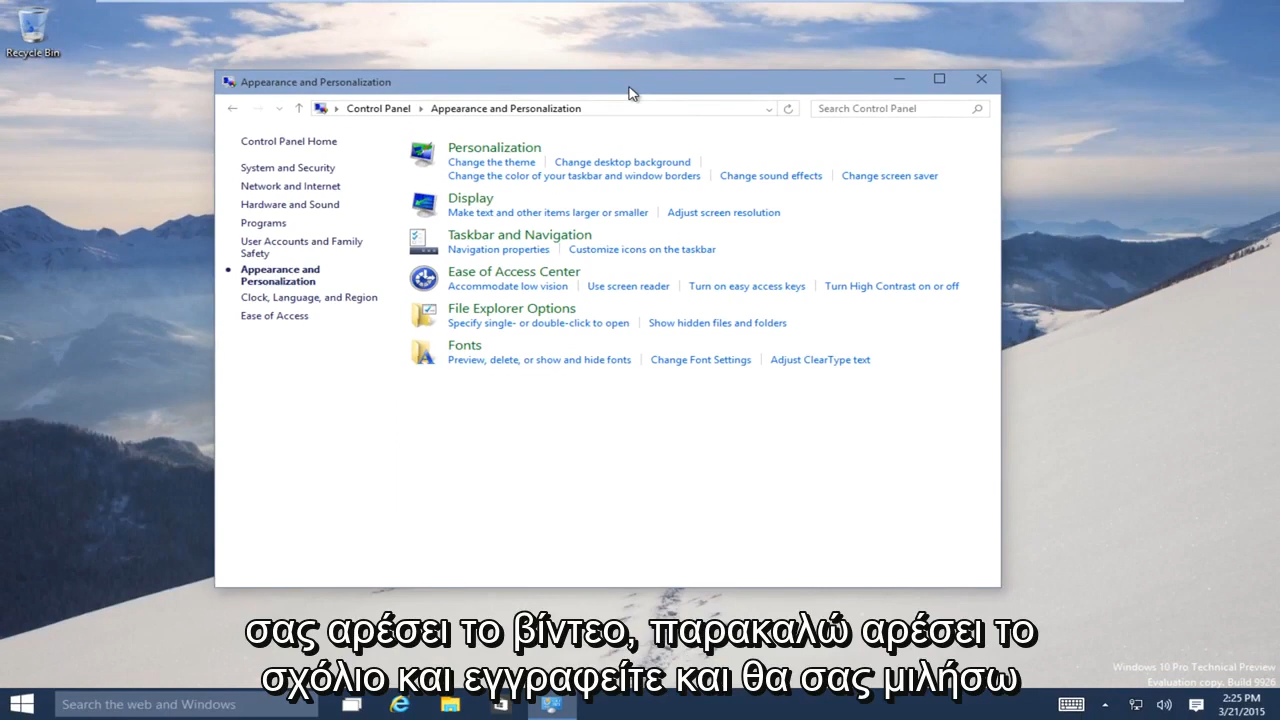 Recycle Bin
Appearance and Personalization
Control Panel Appearance and Personalization
Search Control Panel
Control Panel Home
System and Security
Network and Internet
Hardware and Sound
Programs
User Accounts and Family
Safety
Appearance and
Personalization
Clock, Language, and Region
Ease of Access
Personalization
Change the theme Change desktop background
Change the color of your taskbar and window borders Change sound effects Change screen saver
Display
Make text and other items larger or smaller Adjust screen resolution
Taskbar and Navigation
Navigation properties Customize icons on the taskbar
Ease of Access Center
Accommodate low vision Use screen reader Turn on easy access keys Turn High Contrast on or off
File Explorer Options
Specify single- or double-click to open Show hidden files and folders
Fonts
Preview, delete, or show and hide fonts Change Font Settings Adjust ClearType text
σας αρέσει το βίντεο, παρακαλώ αρέσει το
σχόλιο και εγγραφείτε και θα σας μιλήσω
Windows 10 Pro Technical Preview
Evaluation copy. Build 9926
Search the web and Windows
2:25 PM
3/21/2015